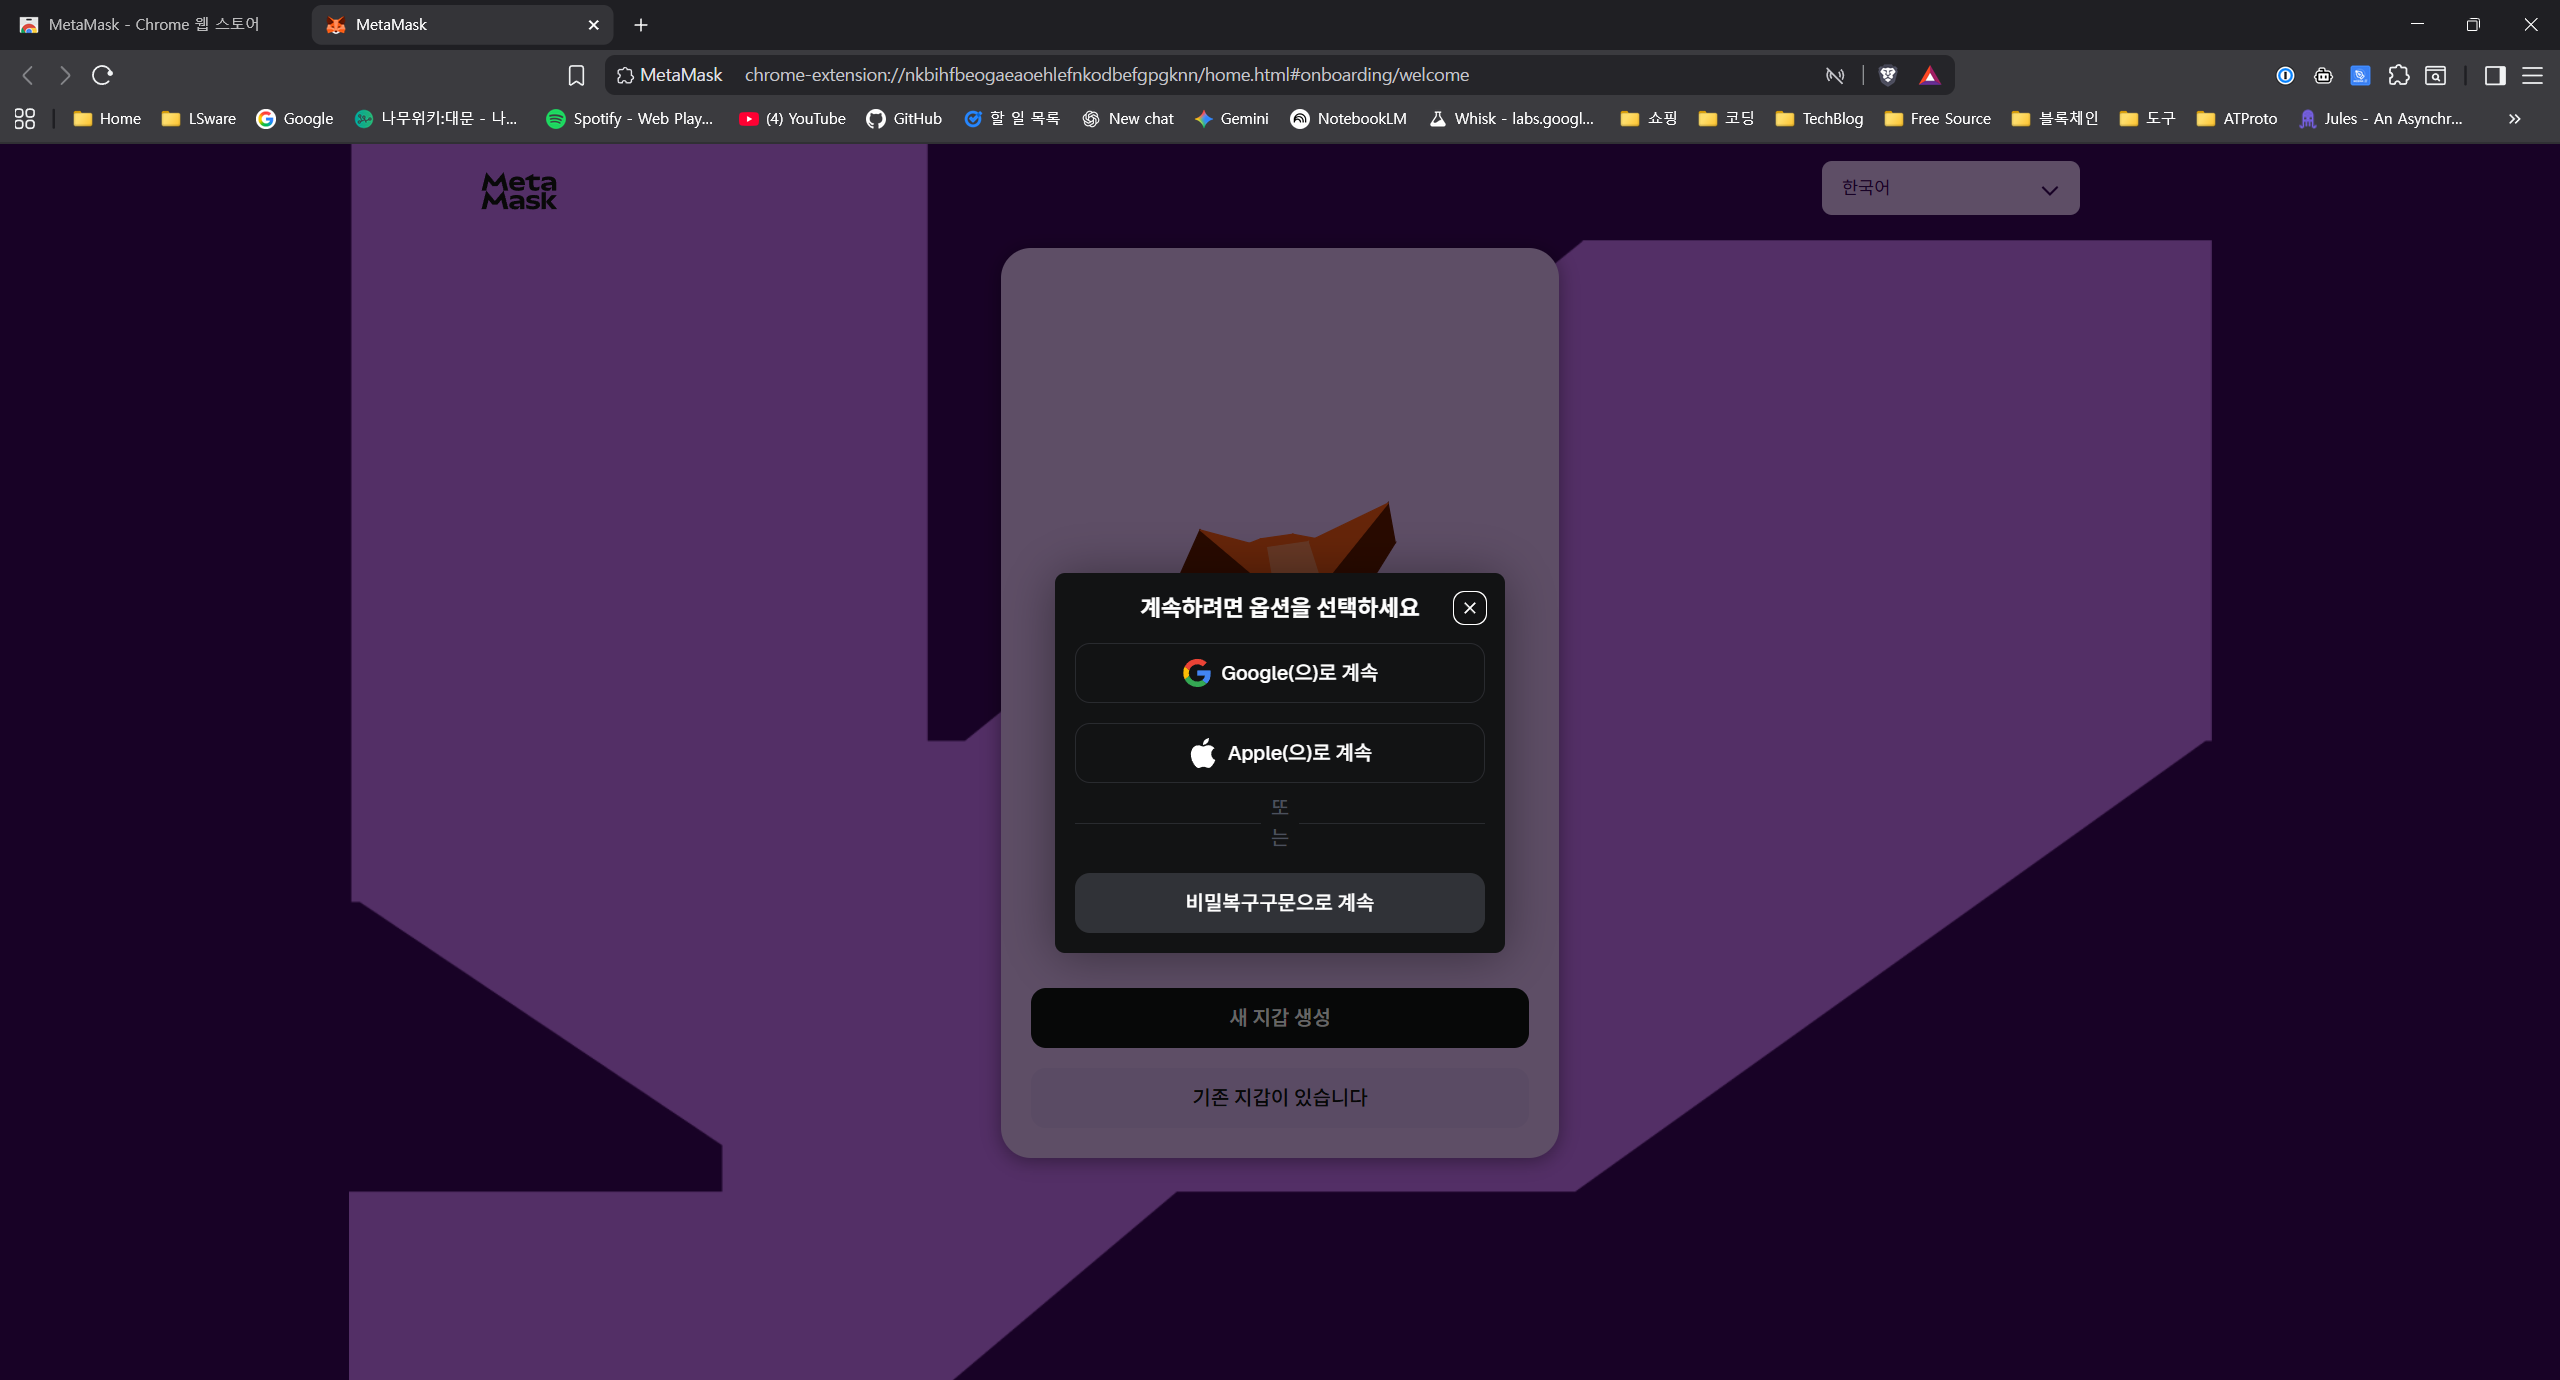 MetaMask - Chrome 웹 스토어
MetaMask
MetaMask chrome-extension://nkbihfbeogaeaoehlefnkodbefgpgknn/home.html#onboarding/welcome
Home LSware Google 나무위키:대문 - 나... Spotify - Web Play... (4) YouTube GitHub 할 일 목록 New chat Gemini NotebookLM Whisk - labs.googl... 쇼핑 코딩 TechBlog Free Source 블록체인 도구 ATProto Jules - An Asynchr... »
Meta
Mask
한국어
계속하려면 옵션을 선택하세요
Google(으)로 계속
Apple(으)로 계속
또
는
비밀복구구문으로 계속
새 지갑 생성
기존 지갑이 있습니다